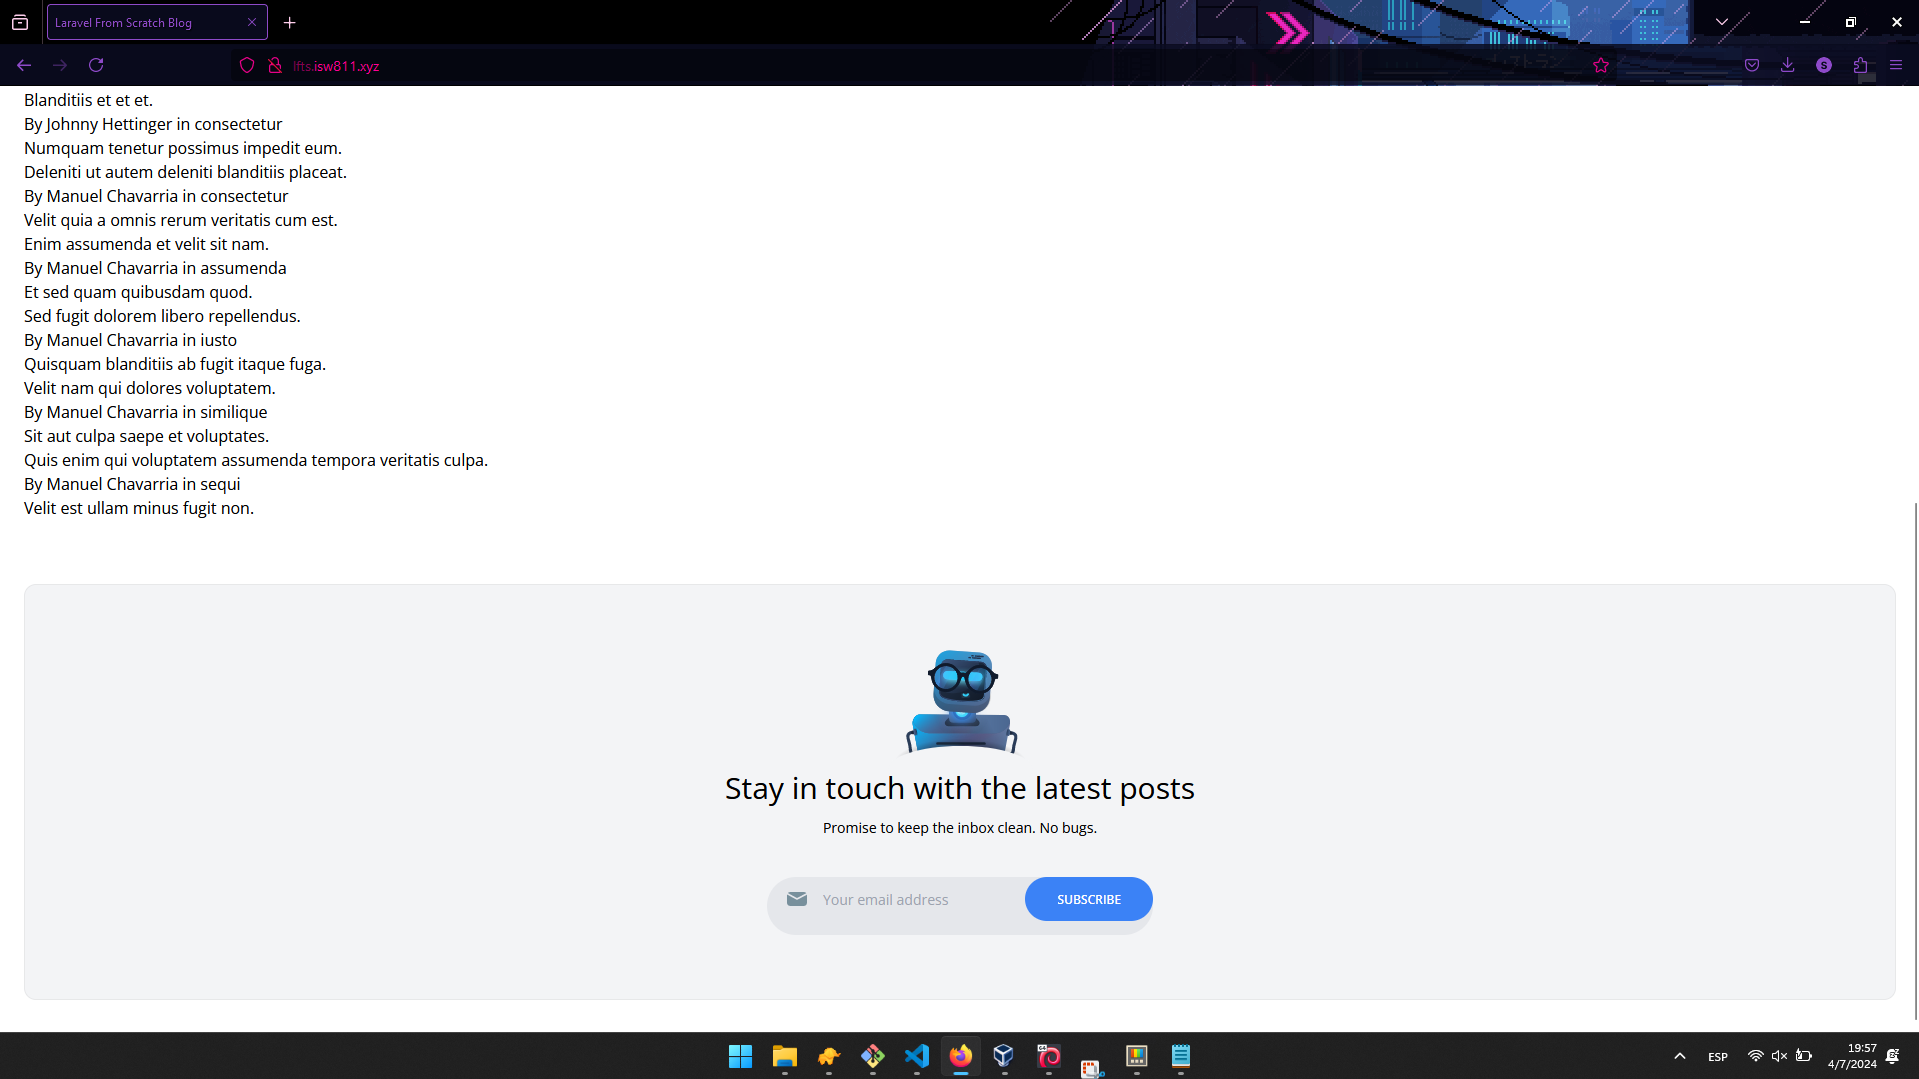 Laravel From Scratch Blog
lfts.isw811.xyz
S
Blanditiis et et et.
By Johnny Hettinger in consectetur
Numquam tenetur possimus impedit eum.
Deleniti ut autem deleniti blanditiis placeat.
By Manuel Chavarria in consectetur
Velit quia a omnis rerum veritatis cum est.
Enim assumenda et velit sit nam.
By Manuel Chavarria in assumenda
Et sed quam quibusdam quod.
Sed fugit dolorem libero repellendus.
By Manuel Chavarria in iusto
Quisquam blanditiis ab fugit itaque fuga.
Velit nam qui dolores voluptatem.
By Manuel Chavarria in similique
Sit aut culpa saepe et voluptates.
Quis enim qui voluptatem assumenda tempora veritatis culpa.
By Manuel Chavarria in sequi
Velit est ullam minus fugit non.
Stay in touch with the latest posts
Promise to keep the inbox clean. No bugs.
Your email address
SUBSCRIBE
64
ESP
19:57
4/7/2024